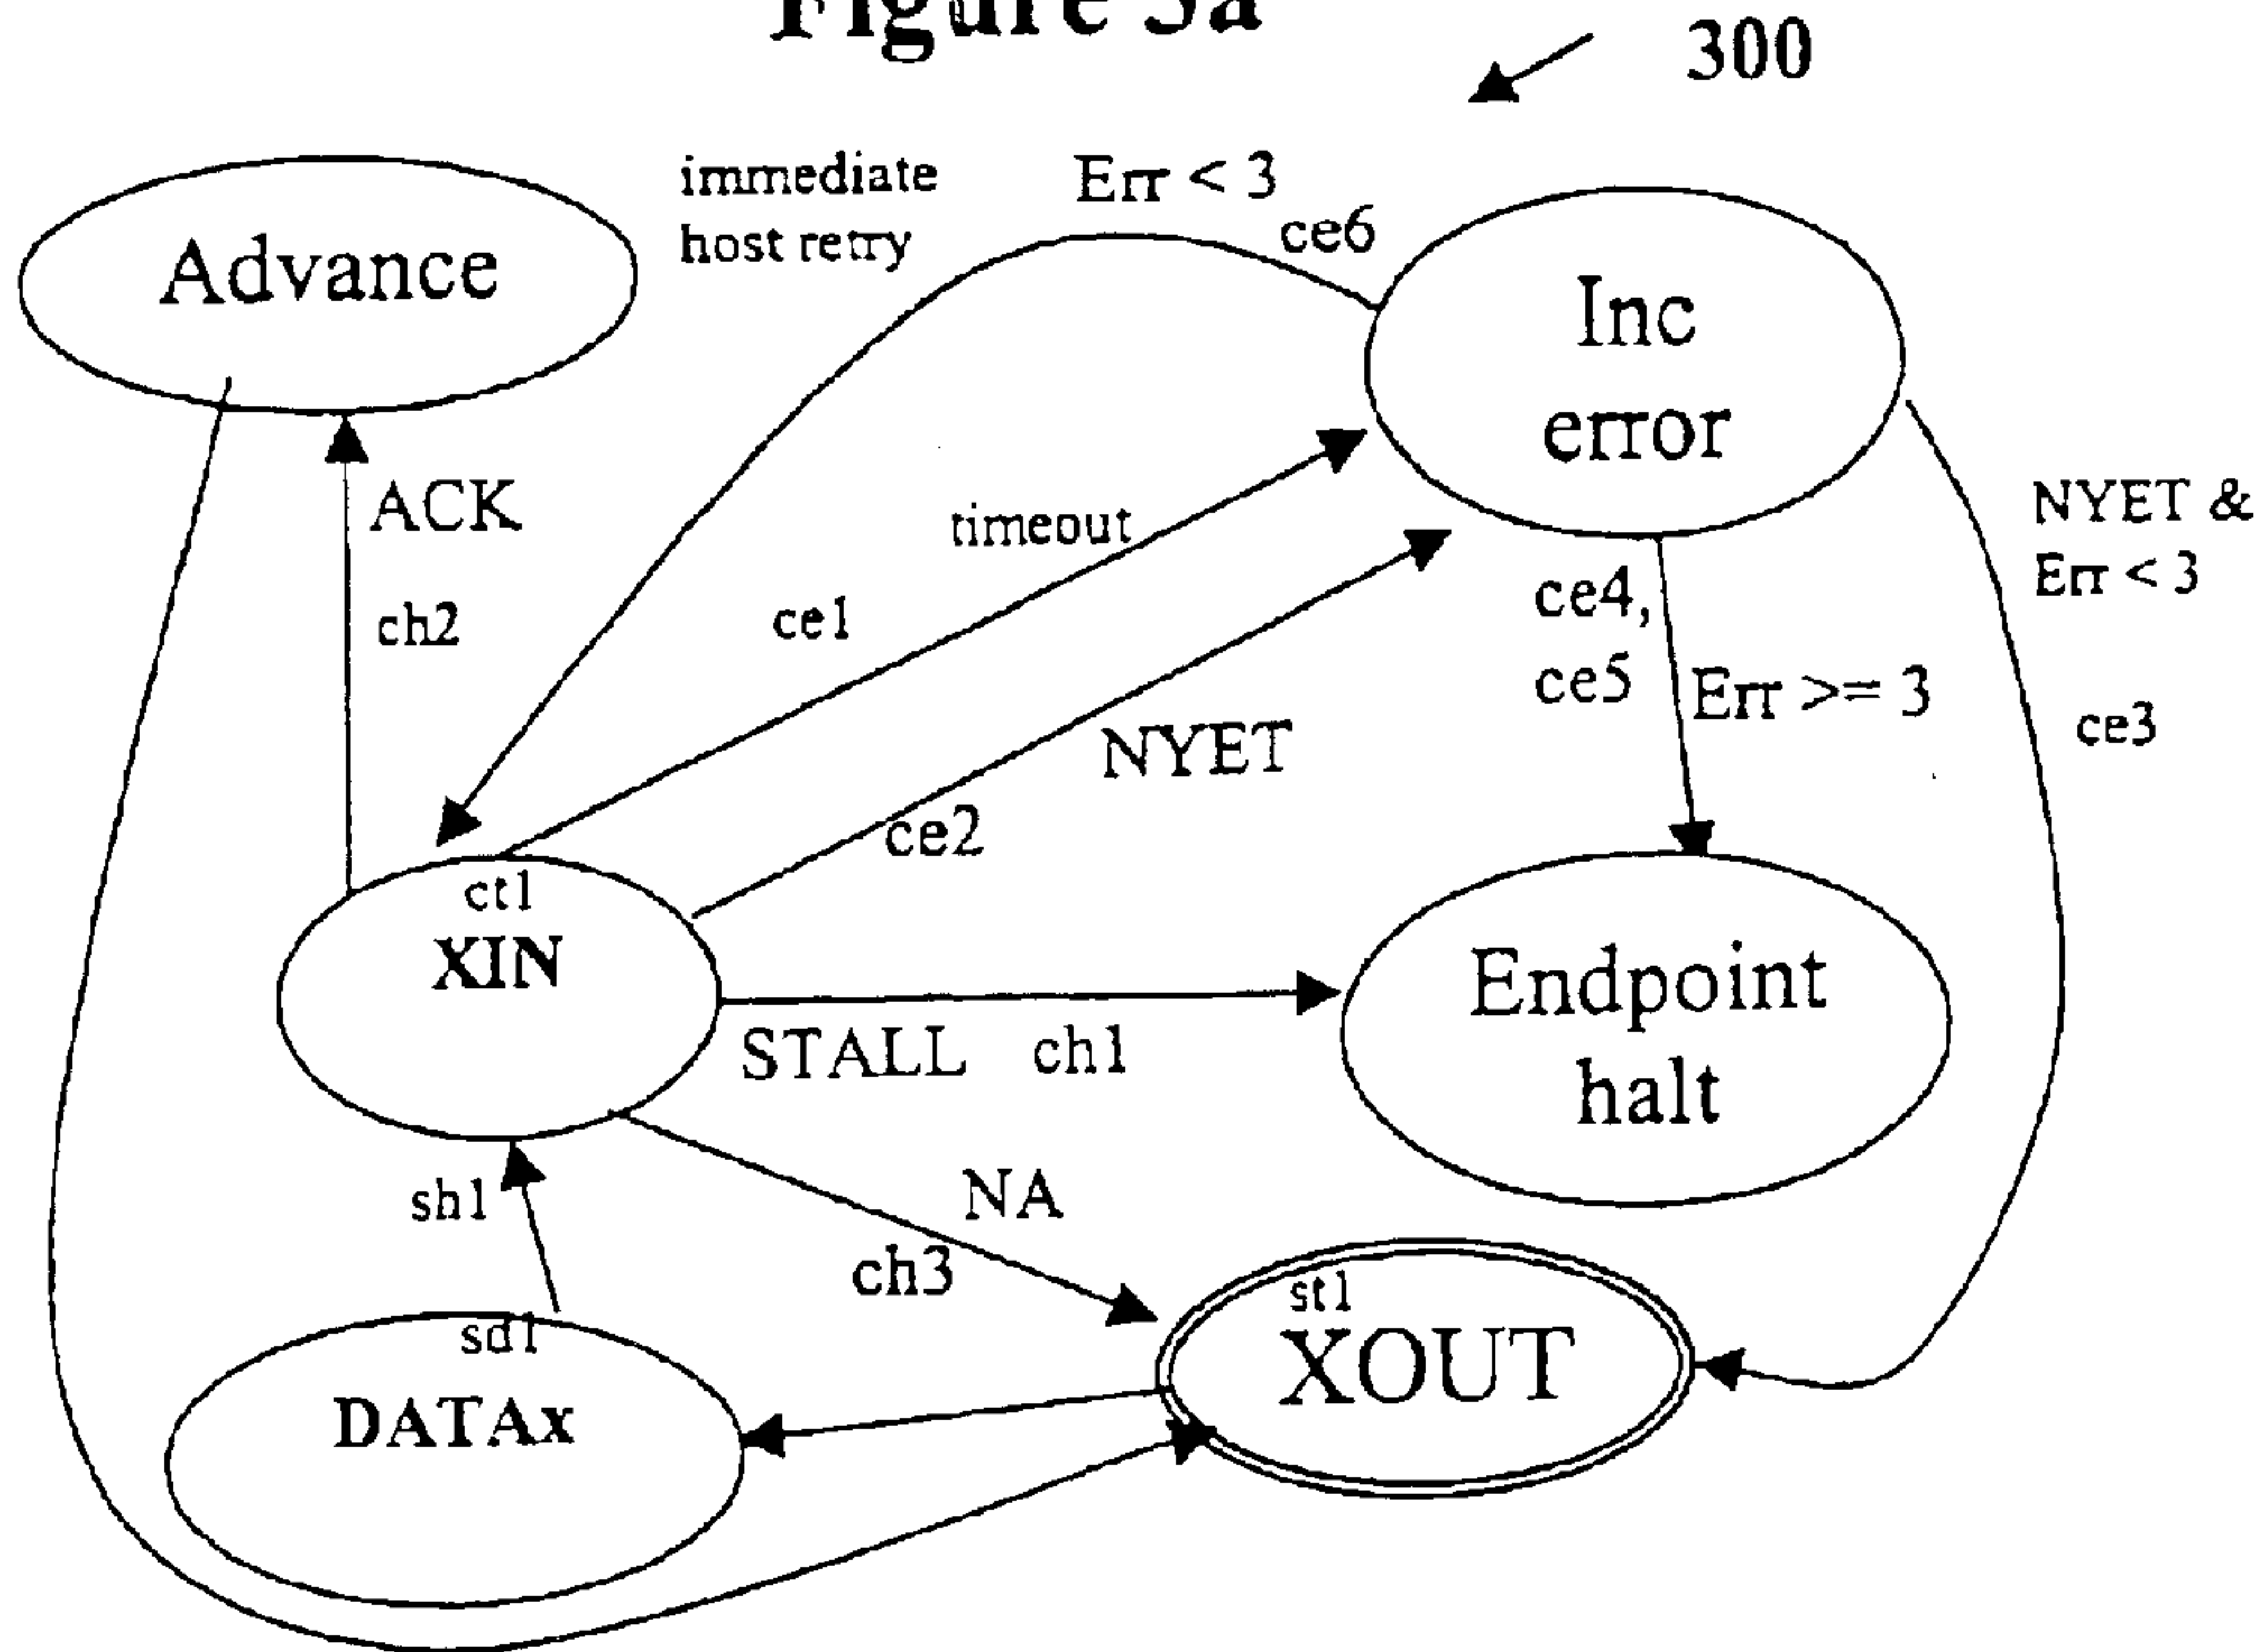 Figure 3a
300
immediate
host retry
Err < 3
ce6
Advance
Inc
error
ACK
ch2
timeout
ce1
NYET &
Err < 3
ce3
ce4,
ce5
Err >= 3
NYET
ce2
ct1
XIN
Endpoint
halt
STALL ch1
sh1
NA
ch3
st1
XOUT
sd1
DATAx